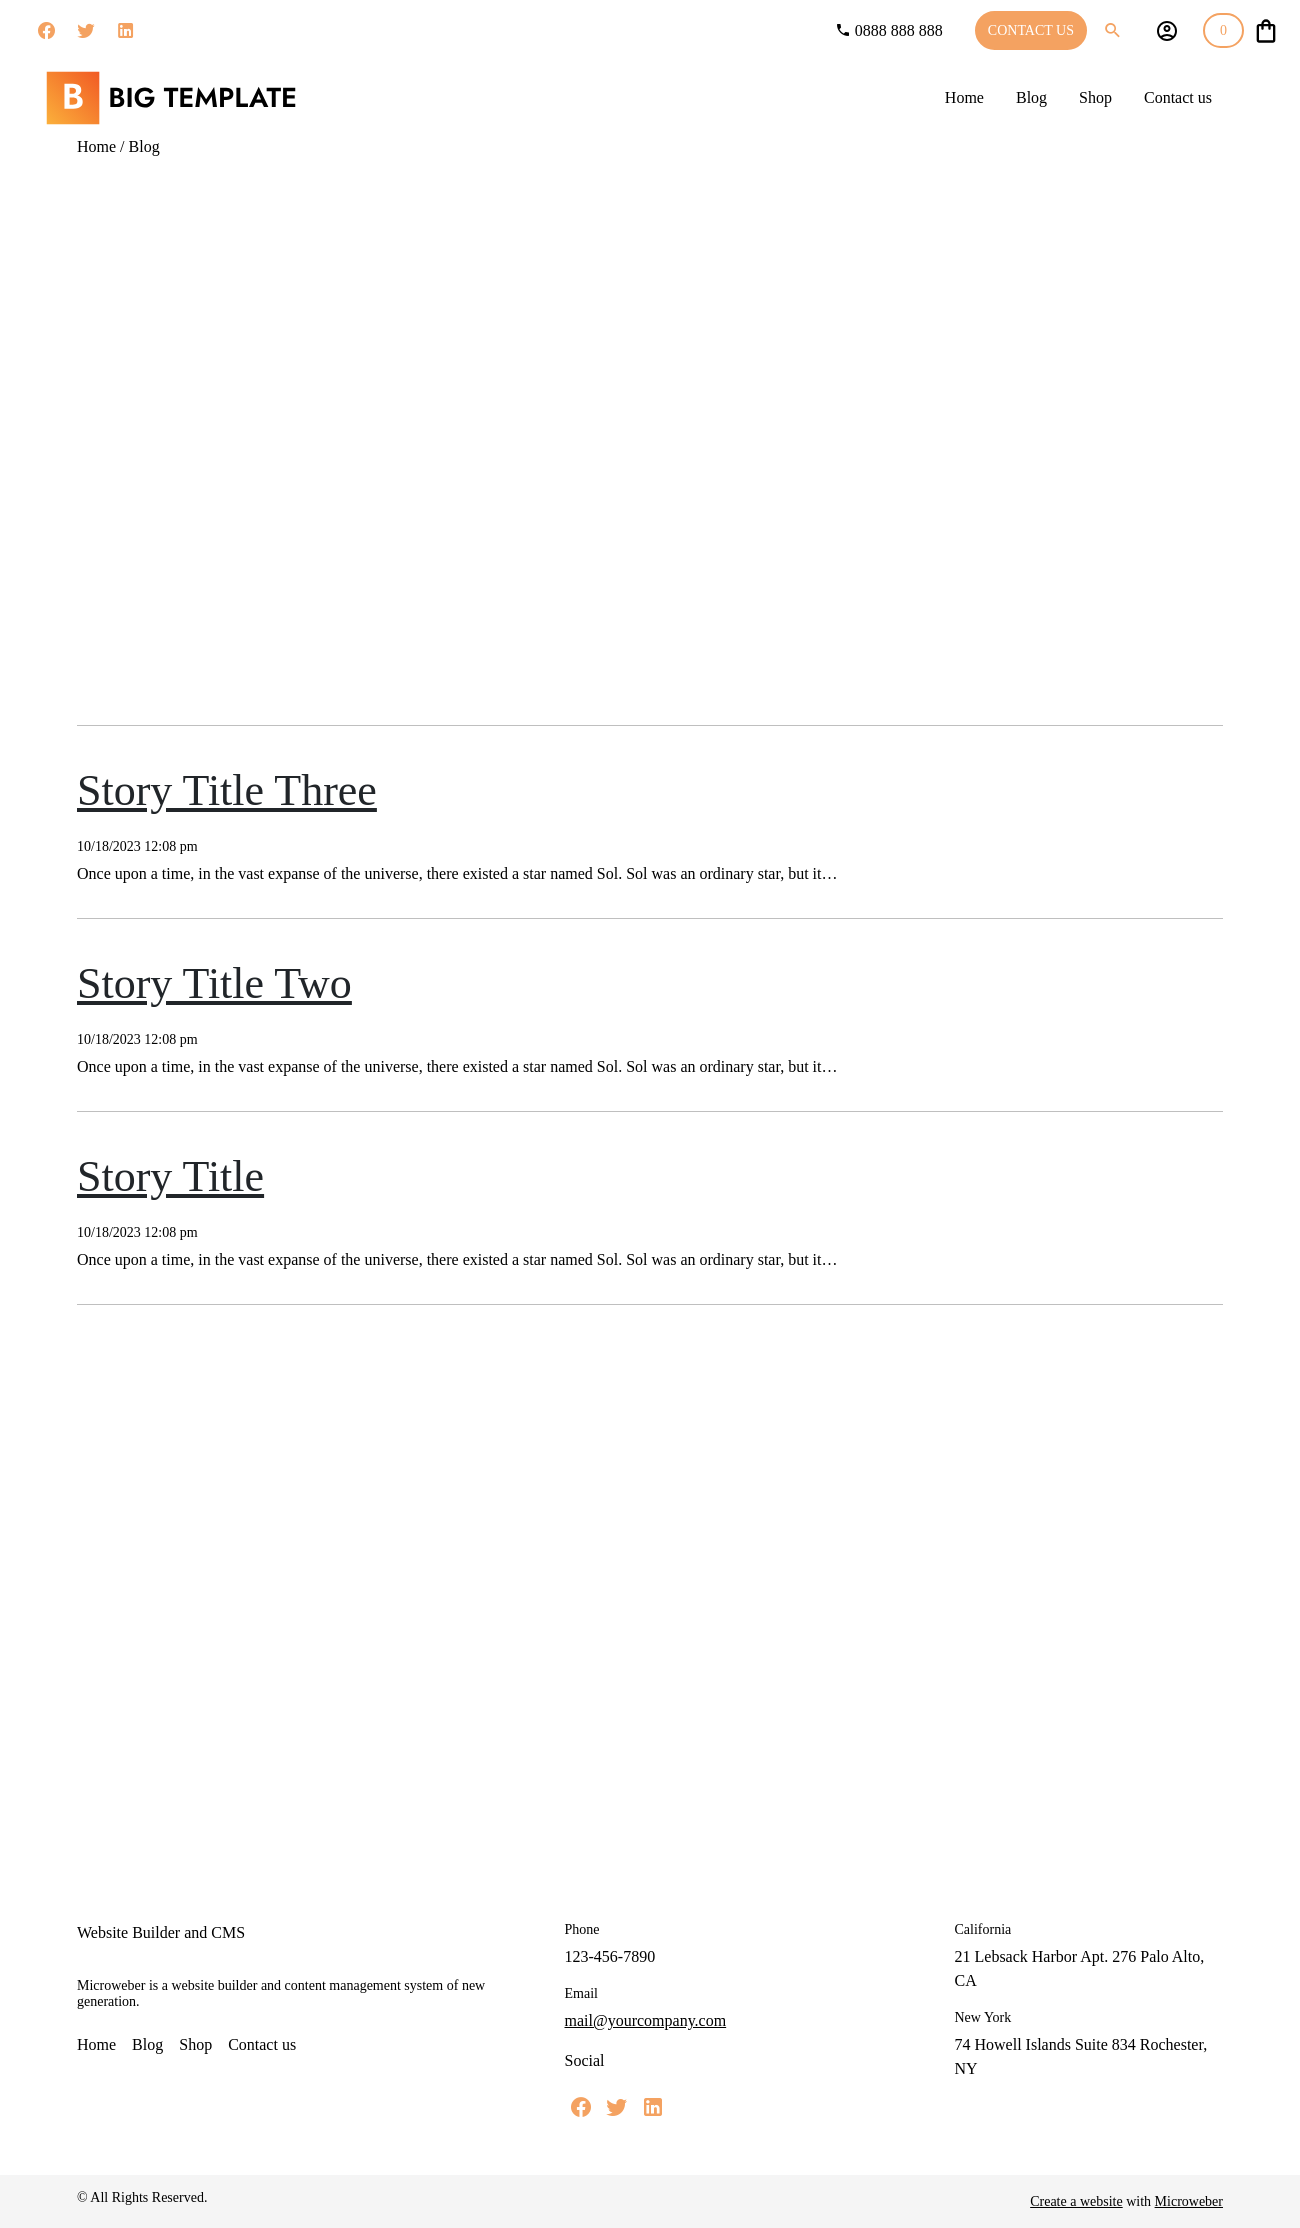 0888 888 888
CONTACT US
0
B BIG TEMPLATE
Home Blog Shop Contact us
Home / Blog
Story Title Three
10/18/2023 12:08 pm
Once upon a time, in the vast expanse of the universe, there existed a star named Sol. Sol was an ordinary star, but it…
Story Title Two
10/18/2023 12:08 pm
Once upon a time, in the vast expanse of the universe, there existed a star named Sol. Sol was an ordinary star, but it…
Story Title
10/18/2023 12:08 pm
Once upon a time, in the vast expanse of the universe, there existed a star named Sol. Sol was an ordinary star, but it…
Website Builder and CMS
Microweber is a website builder and content management system of new
generation.
Home Blog Shop Contact us
Phone
123-456-7890
Email
mail@yourcompany.com
Social
California
21 Lebsack Harbor Apt. 276 Palo Alto,
CA
New York
74 Howell Islands Suite 834 Rochester,
NY
© All Rights Reserved.
Create a website with Microweber